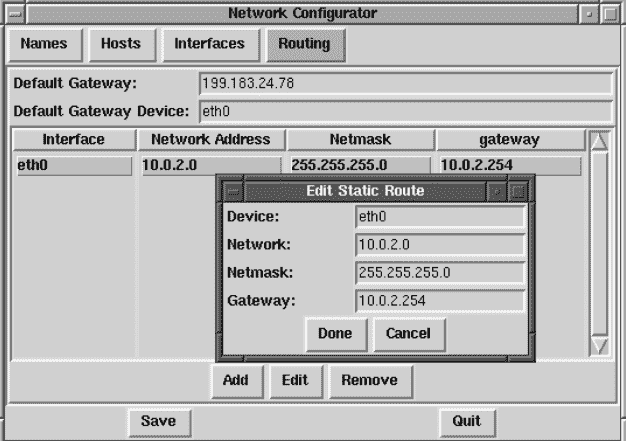 Network Configurator
Names Hosts Interfaces Routing
Default Gateway: 199.183.24.78
Default Gateway Device: eth0
Interface Network Address Netmask gateway
eth0 10.0.2.0 255.255.255.0 10.0.2.254
Edit Static Route
Device: eth0
Network: 10.0.2.0
Netmask: 255.255.255.0
Gateway: 10.0.2.254
Done Cancel
Add Edit Remove
Save Quit